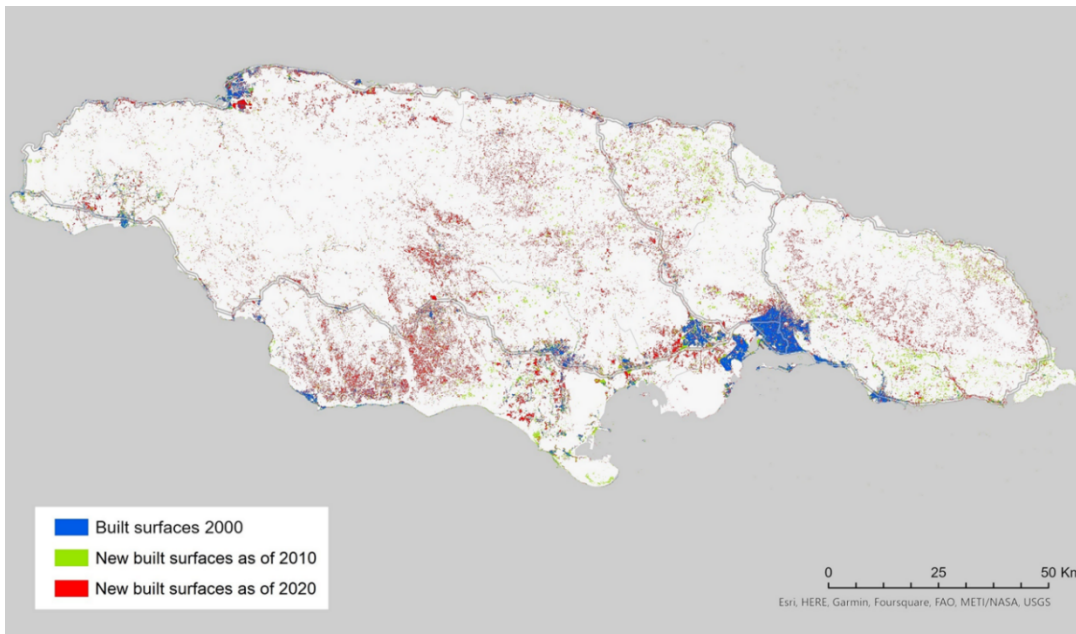 Built surfaces 2000
New built surfaces as of 2010
New built surfaces as of 2020
0 25 50 Km
Esri, HERE, Garmin, Foursquare, FAO, METI/NASA, USGS